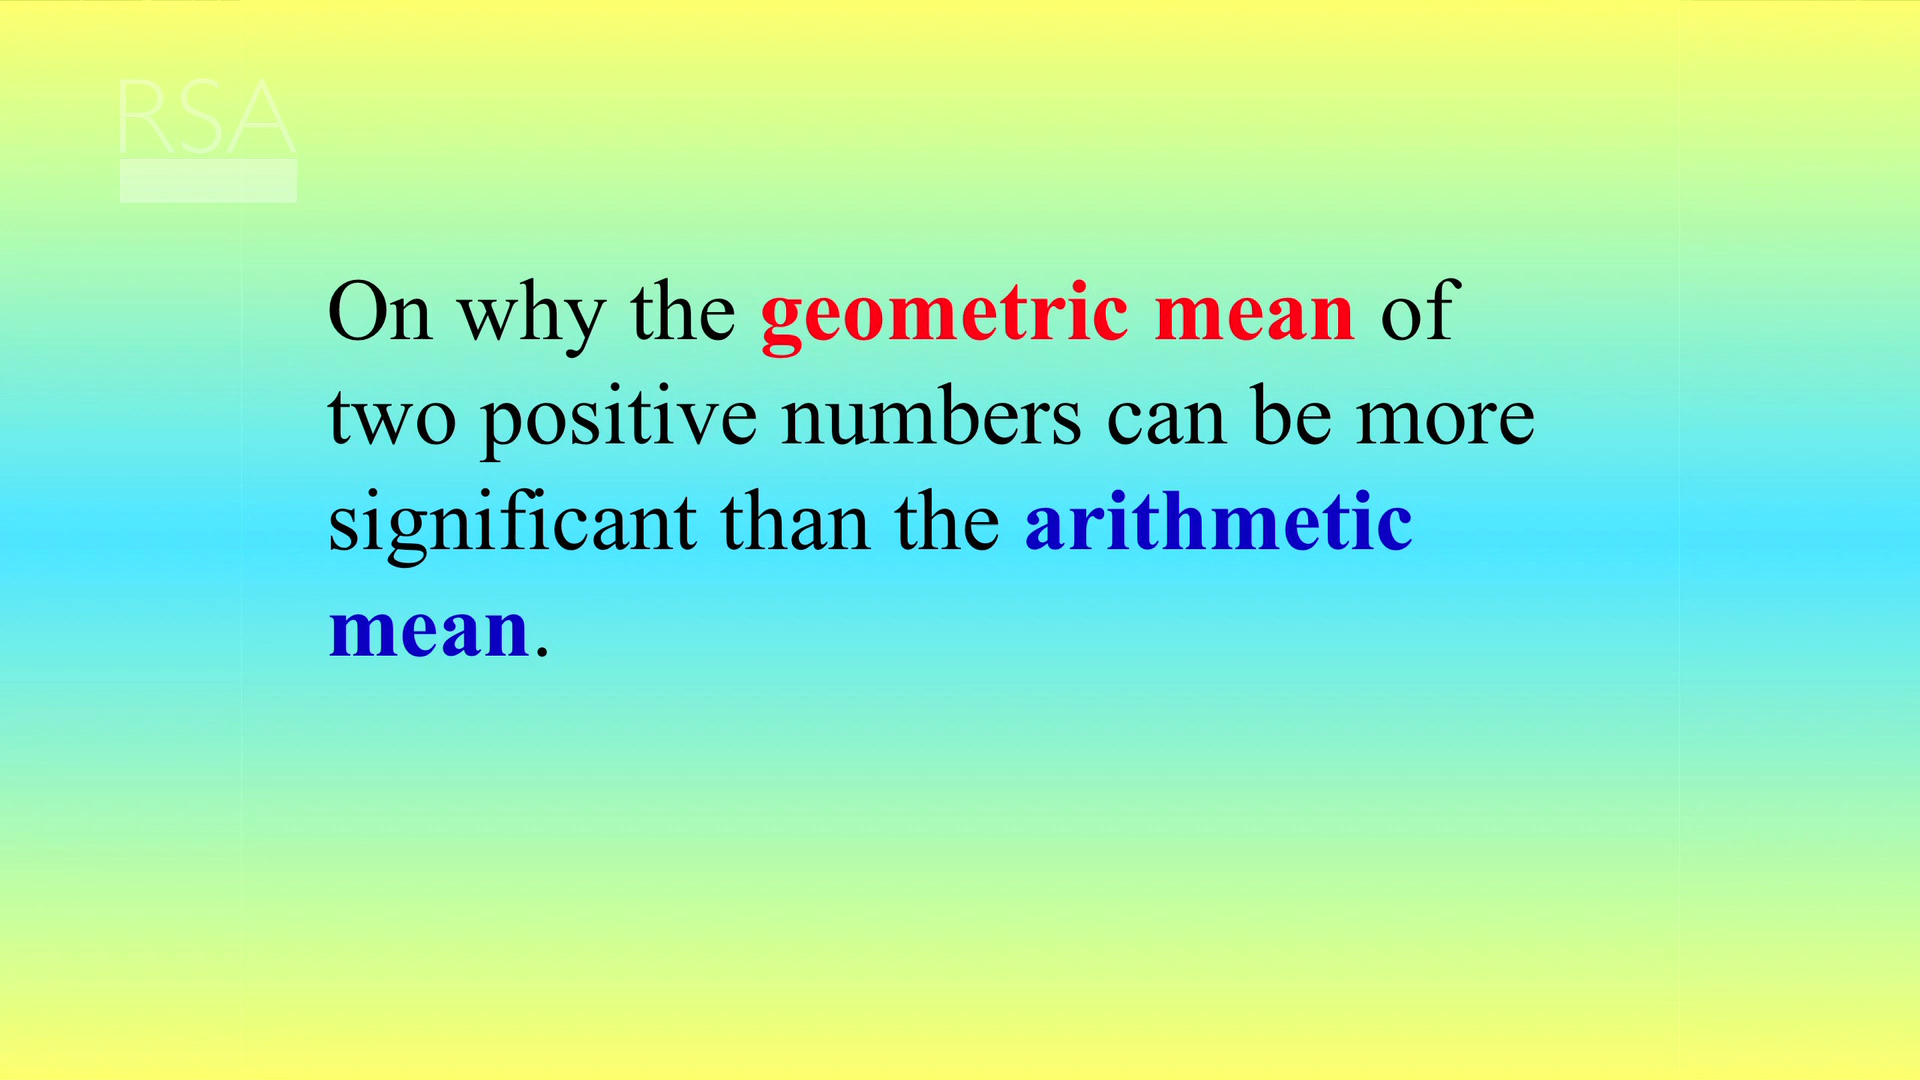 RSA
On why the geometric mean of
two positive numbers can be more
significant than the arithmetic
mean.